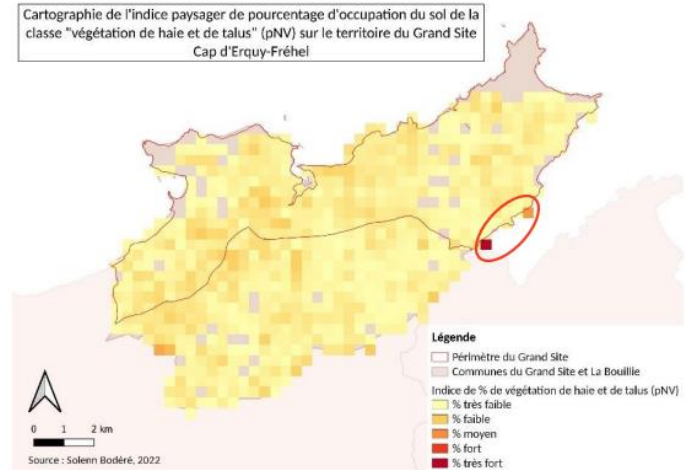 Cartographie de l'indice paysager de pourcentage d'occupation du sol de la
classe "végétation de haie et de talus" (pNV) sur le territoire du Grand Site
Cap d'Erquy-Fréhel
Légende
Périmètre du Grand Site
Communes du Grand Site et La Bouillie
Indice de % de végétation de haie et de talus (pNV)
% très faible
% faible
% moyen
% fort
% très fort
0 1 2 km
Source : Solenn Bodéré, 2022